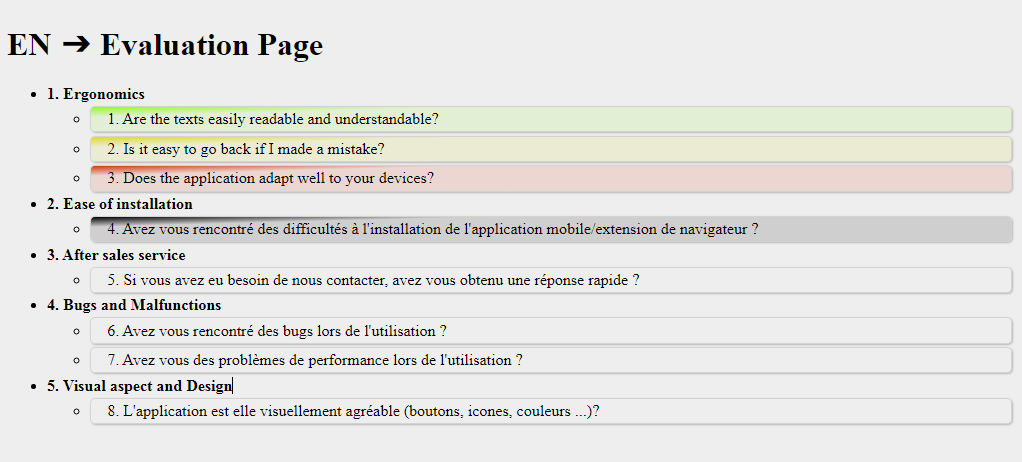 EN ➔ Evaluation Page
1. Ergonomics
1. Are the texts easily readable and understandable?
2. Is it easy to go back if I made a mistake?
3. Does the application adapt well to your devices?
2. Ease of installation
4. Avez vous rencontré des difficultés à l'installation de l'application mobile/extension de navigateur ?
3. After sales service
5. Si vous avez eu besoin de nous contacter, avez vous obtenu une réponse rapide ?
4. Bugs and Malfunctions
6. Avez vous rencontré des bugs lors de l'utilisation ?
7. Avez vous des problèmes de performance lors de l'utilisation ?
5. Visual aspect and Design
8. L'application est elle visuellement agréable (boutons, icones, couleurs ...)?